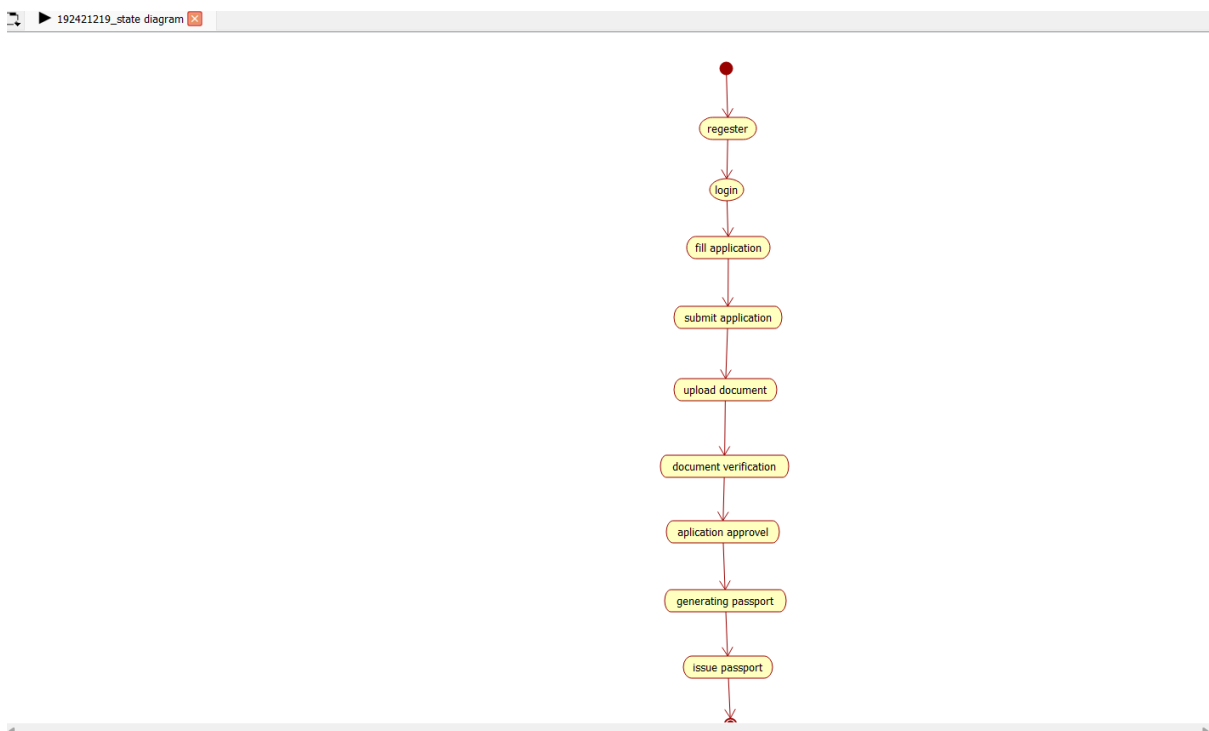 192421219_state diagram
regester
login
fill application
submit application
upload document
document verification
aplication approvel
generating passport
issue passport